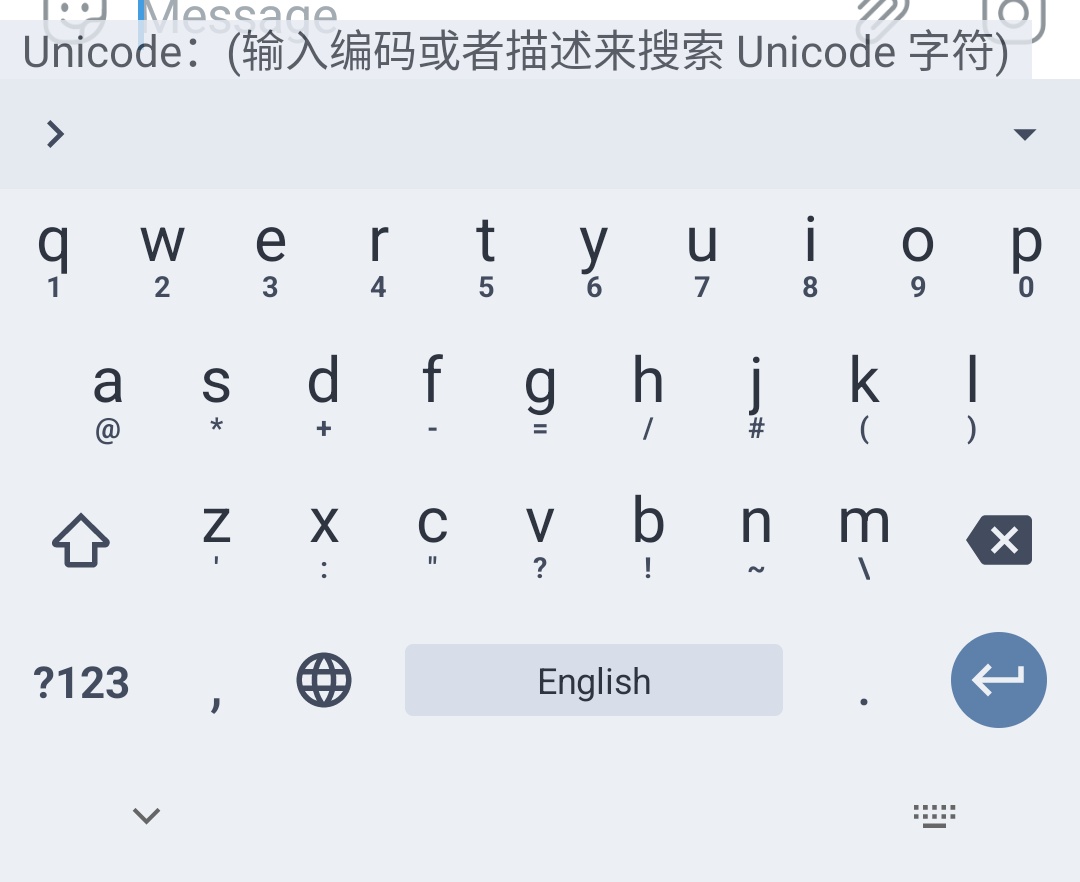 Message
Unicode：(输入编码或者描述来搜索 Unicode 字符)
q w e r t y u i o p
1 2 3 4 5 6 7 8 9 0
a s d f g h j k l
@ * + - = / # ( )
z x c v b n m
' : " ? ! ~ \
?123 , English .